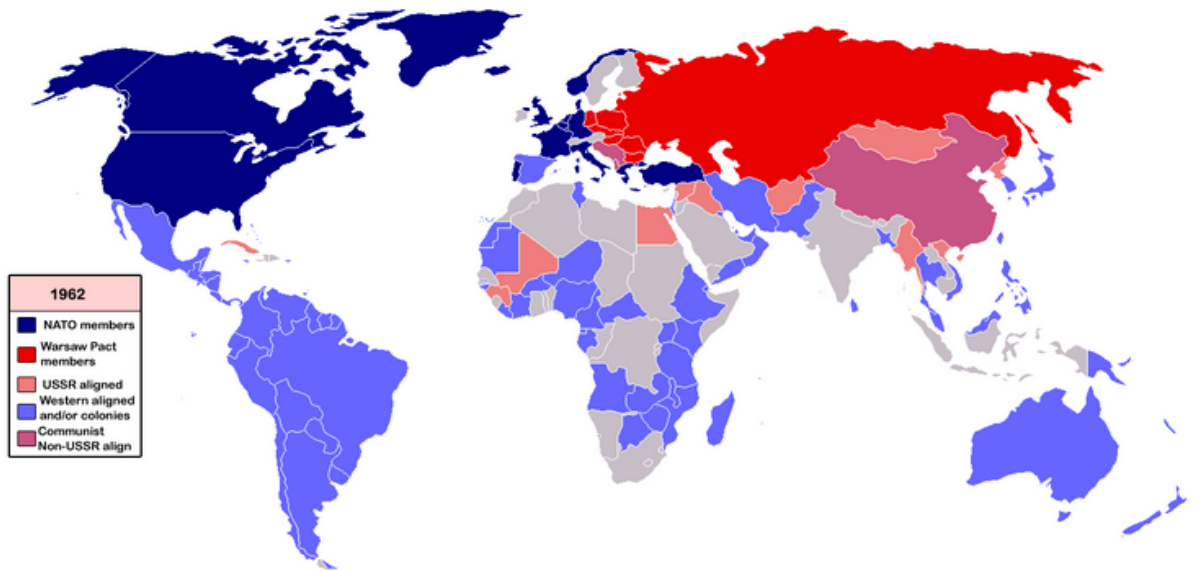 1962
NATO members
Warsaw Pact
members
USSR aligned
Western aligned
and/or colonies
Communist
Non-USSR align